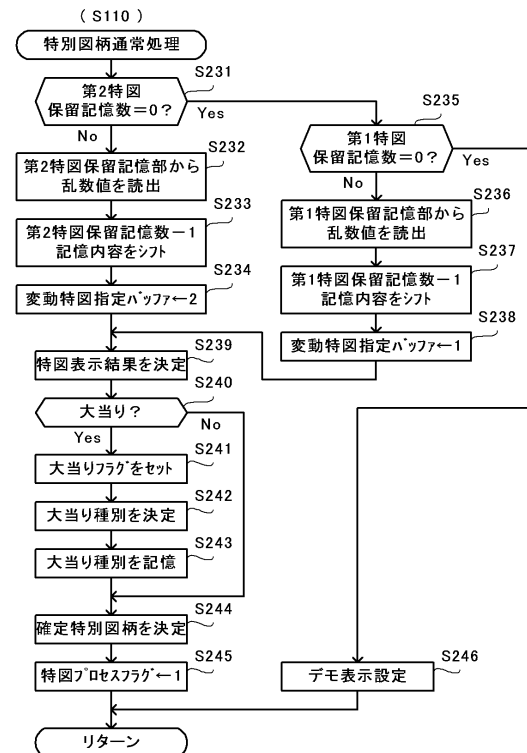 (S110)
特別図柄通常処理
S231
第2特図
保留記憶数=0?
Yes
No
S235
第1特図
保留記憶数=0?
Yes
No
S232
第2特図保留記憶部から
乱数値を読出
S233
第2特図保留記憶数-1
記憶内容をシフト
S234
変動特図指定バッファ←2
S236
第1特図保留記憶部から
乱数値を読出
S237
第1特図保留記憶数-1
記憶内容をシフト
S238
変動特図指定バッファ←1
S239
特図表示結果を決定
S240
大当り?
No
Yes
S241
大当りフラグをセット
S242
大当り種別を決定
S243
大当り種別を記憶
S244
確定特別図柄を決定
S245
特図プロセスフラグ←1
S246
デモ表示設定
リターン